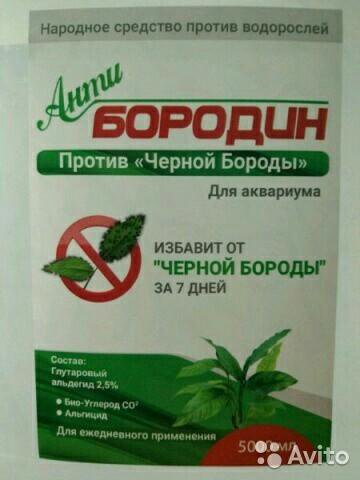 Народное средство против водорослей
Анти
БОРОДИН
Против «Черной Бороды»
Для аквариума
ИЗБАВИТ ОТ
"ЧЕРНОЙ БОРОДЫ"
ЗА 7 ДНЕЙ
Состав:
Глутаровый
альдегид 2,5%
• Био-Углерод СО²
• Альгицид
Для ежедневного применения
5000 мл
Avito